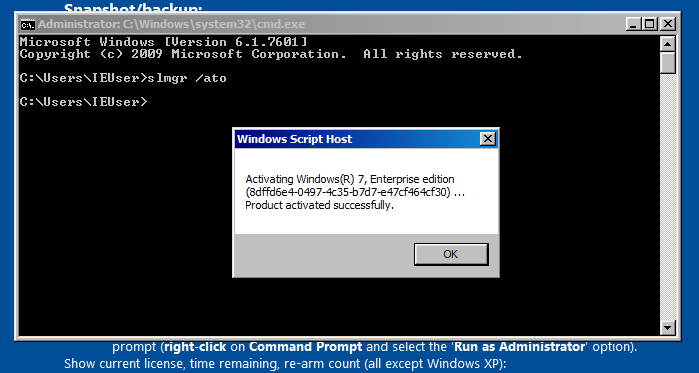 Snapshot/backup:
Administrator: C:\Windows\system32\cmd.exe
Microsoft Windows [Version 6.1.7601]
Copyright (c) 2009 Microsoft Corporation.  All rights reserved.
C:\Users\IEUser>slmgr /ato
C:\Users\IEUser>
Windows Script Host
Activating Windows(R) 7, Enterprise edition
(8dffd6e4-0497-4c35-b7d7-e47cf464cf30) ...
Product activated successfully.
OK
prompt (right-click on Command Prompt and select the 'Run as Administrator' option).
Show current license, time remaining, re-arm count (all except Windows XP):